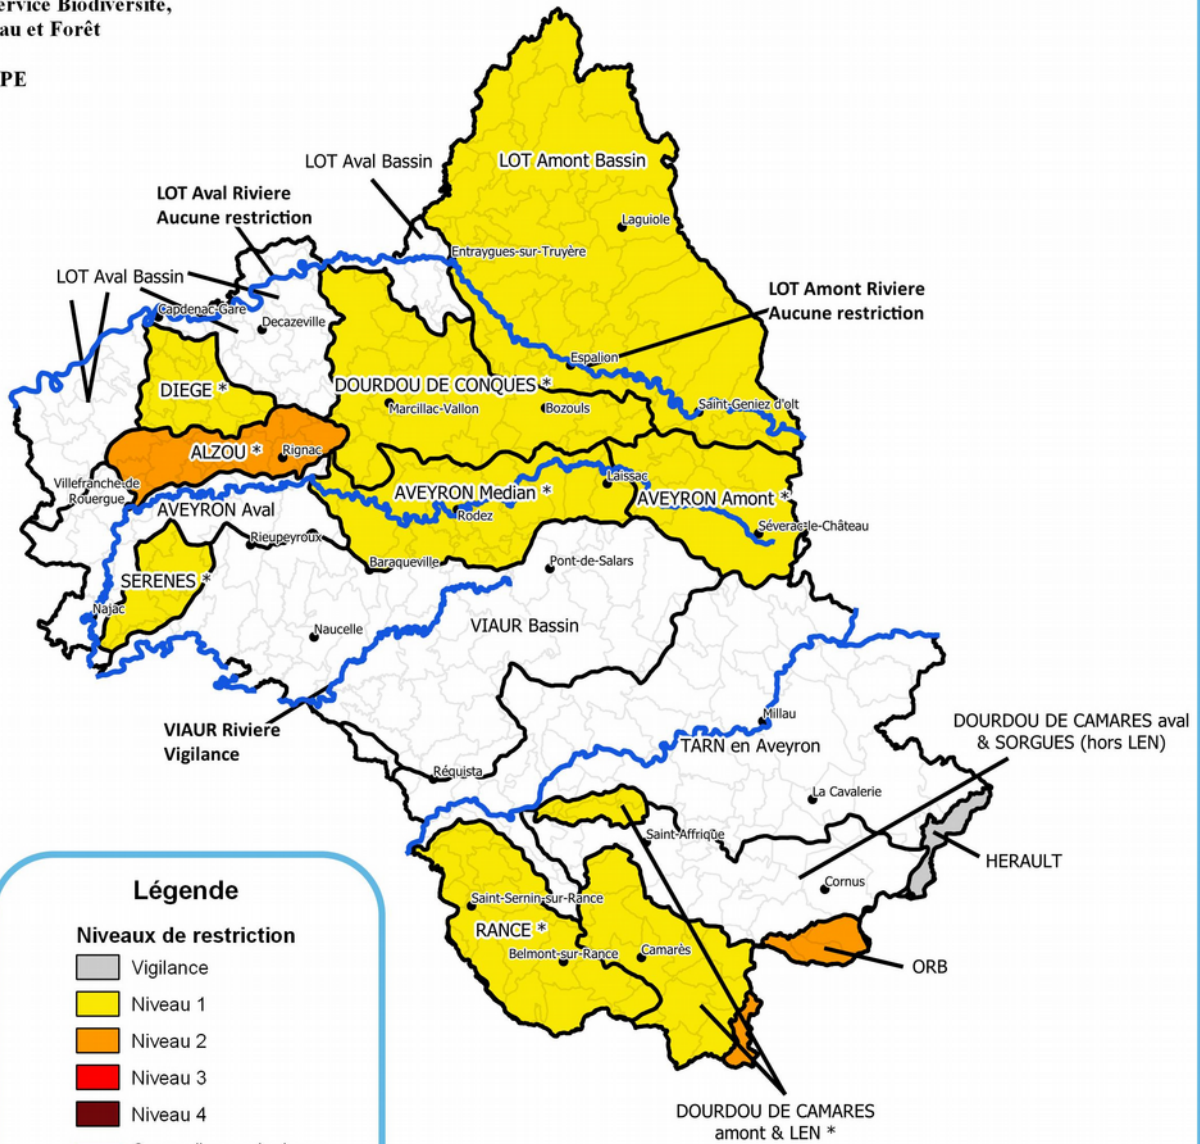 Biodiversité,
au et Forêt
PE
LOT Aval Bassin
LOT Amont Bassin
LOT Aval Riviere
Aucune restriction
Laguiole
Entraygues-sur-Truyère
LOT Aval Bassin
LOT Amont Riviere
Aucune restriction
Capdenac-Gare
Decazeville
Espalion
DIEGE *
DOURDOU DE CONQUES *
Marcillac-Vallon
Bozouls
Saint-Geniez d'olt
ALZOU *
Rignac
Villefranche de
Rouergue
Laissac
AVEYRON Median *
AVEYRON Amont *
AVEYRON Aval
Rodez
Séverac-le-Château
Rieupeyroux
Baraqueville
Pont-de-Salars
SERENES *
Najac
Naucelle
VIAUR Bassin
VIAUR Riviere
Vigilance
Millau
DOURDOU DE CAMARES aval
& SORGUES (hors LEN)
TARN en Aveyron
Réquista
La Cavalerie
Saint-Affrique
HERAULT
Cornus
Saint-Sernin-sur-Rance
RANCE *
Belmont-sur-Rance
Camarès
ORB
DOURDOU DE CAMARES
amont & LEN *
Légende
Niveaux de restriction
Vigilance
Niveau 1
Niveau 2
Niveau 3
Niveau 4